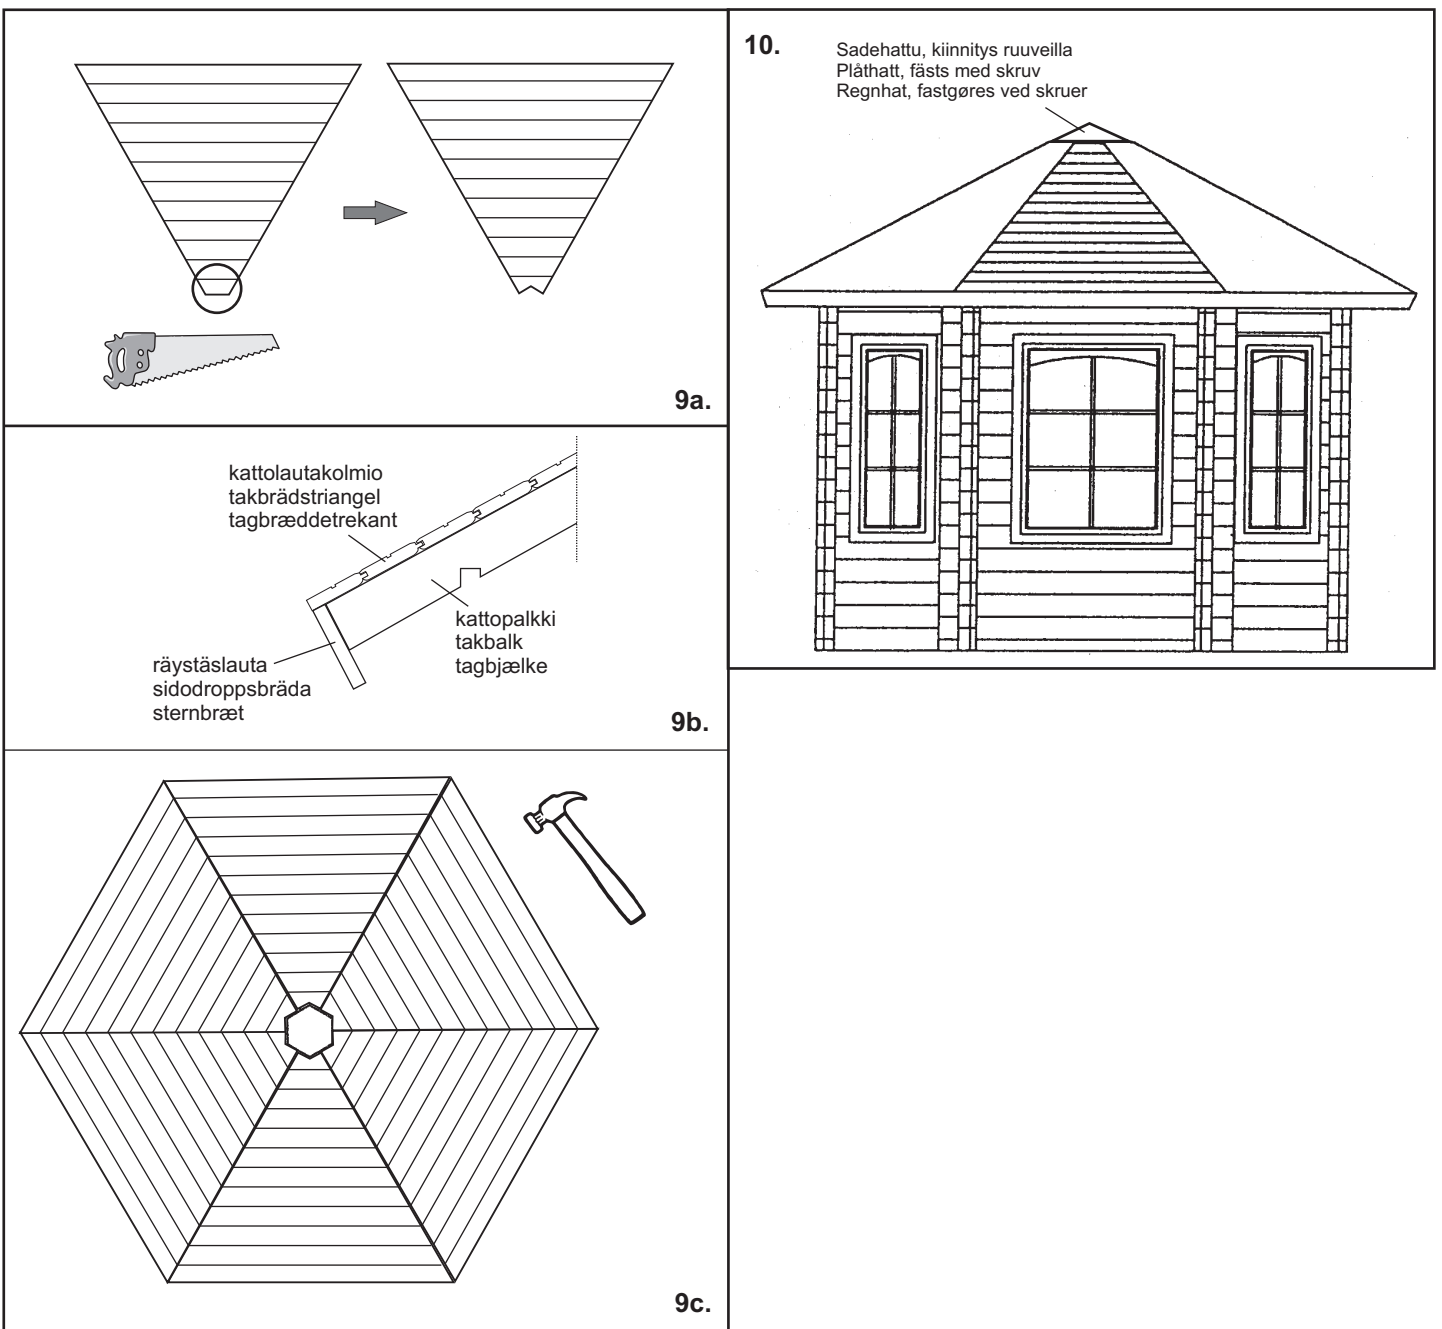 9a.
kattolautakolmio
takbrädstriangel
tagbræddetrekant
kattopalkki
takbalk
tagbjælke
räystäslauta
sidodroppsbräda
sternbræt
9b.
9c.
10.
Sadehattu, kiinnitys ruuveilla
Plåthatt, fästs med skruv
Regnhat, fastgøres ved skruer